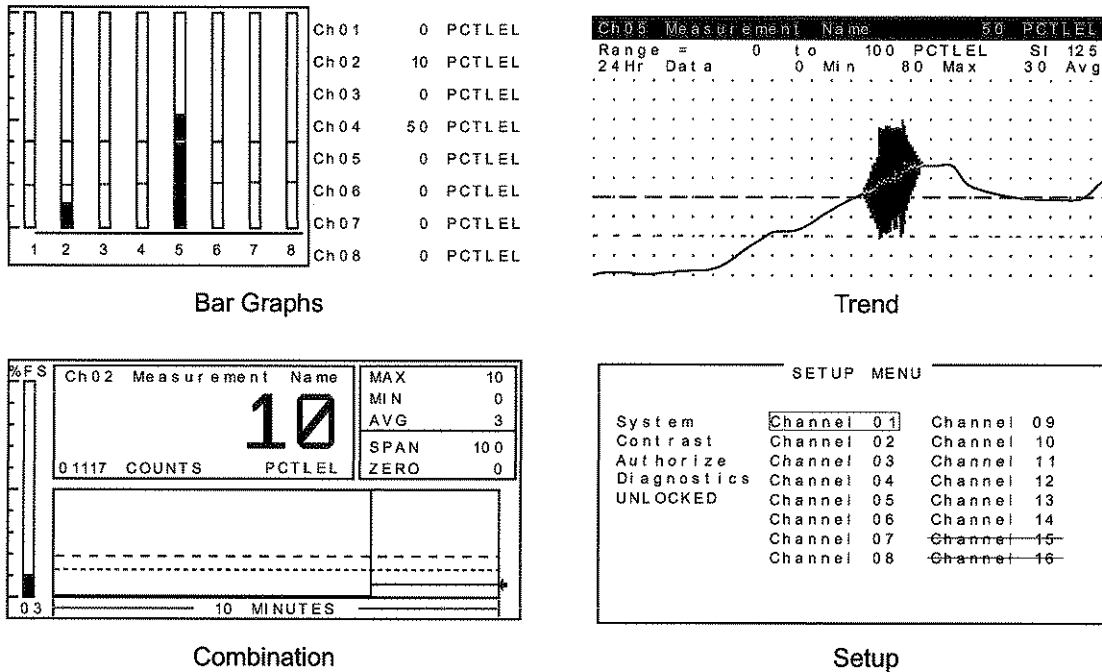 Ch01 0 PCTLEL
Ch02 10 PCTLEL
Ch03 0 PCTLEL
Ch04 50 PCTLEL
Ch05 0 PCTLEL
Ch06 0 PCTLEL
Ch07 0 PCTLEL
Ch08 0 PCTLEL
1 2 3 4 5 6 7 8
Bar Graphs
Ch05 Measurement Name 50 PCTLEL
Range = 0 to 100 PCTLEL SI 125
24Hr Data 0 Min 80 Max 30 Avg
Trend
%FS
Ch02 Measurement Name
10
01117 COUNTS PCTLEL
MAX 10
MIN 0
AVG 3
SPAN 100
ZERO 0
03
10 MINUTES
Combination
SETUP MENU
System Channel 01 Channel 09
Contrast Channel 02 Channel 10
Authorize Channel 03 Channel 11
Diagnostics Channel 04 Channel 12
UNLOCKED Channel 05 Channel 13
Channel 06 Channel 14
Channel 07 Channel 15
Channel 08 Channel 16
Setup